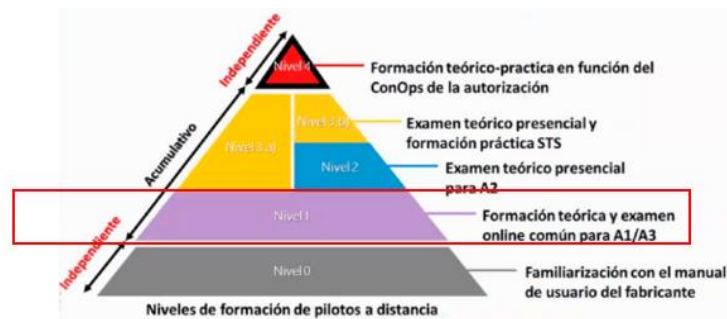 Independiente
Nivel 4
Formación teórico-practica en función del
ConOps de la autorización
Acumulativo
Nivel 3.a)
Nivel 3.b)
Examen teórico presencial y
formación práctica STS
Nivel 2
Examen teórico presencial
para A2
Nivel 1
Formación teórica y examen
online común para A1/A3
Independiente
Nivel 0
Familiarización con el manual
de usuario del fabricante
Niveles de formación de pilotos a distancia